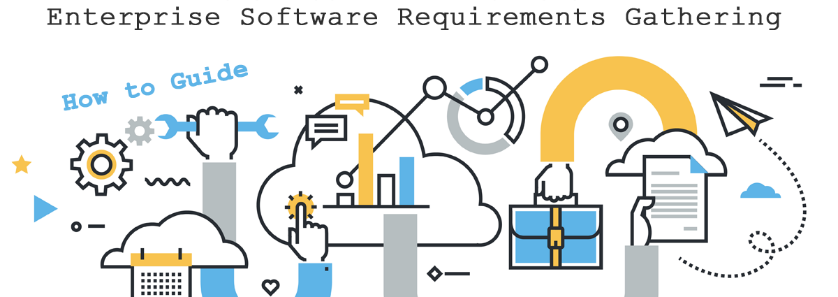 Enterprise Software Requirements Gathering
How to Guide